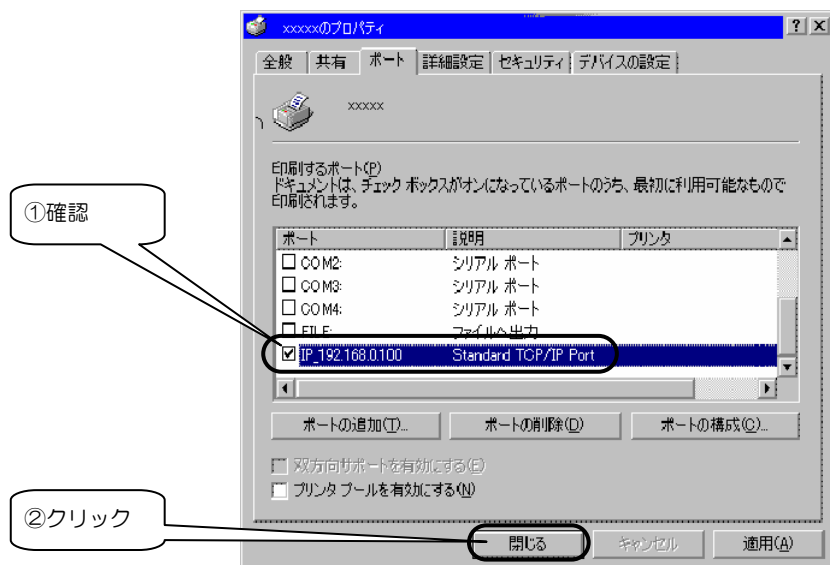 xxxxxのプロパティ
全般 共有 ポート 詳細設定 セキュリティ デバイスの設定
xxxxx
印刷するポート(P)
ドキュメントは、チェック ボックスがオンになっているポートのうち、最初に利用可能なもので
印刷されます。
①確認
ポート 説明 プリンタ
COM2: シリアル ポート
COM3: シリアル ポート
COM4: シリアル ポート
FILE: ファイルへ出力
IP_192.168.0.100 Standard TCP/IP Port
ポートの追加(T)... ポートの削除(D) ポートの構成(C)...
双方向サポートを有効にする(E)
プリンタ プールを有効にする(N)
②クリック
閉じる キャンセル 適用(A)